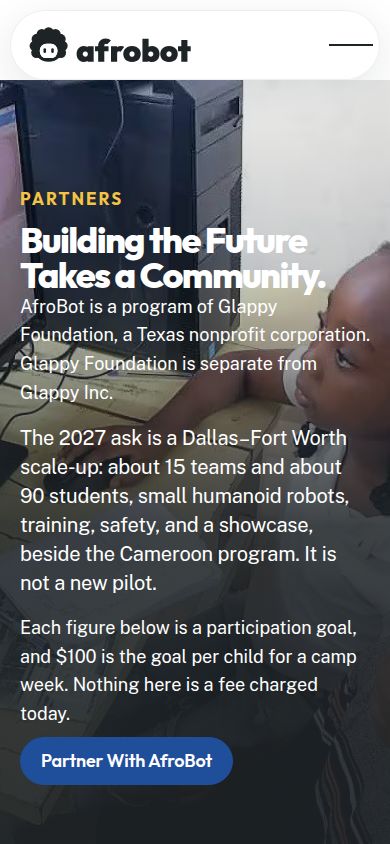 afrobot
PARTNERS
Building the Future
Takes a Community.
AfroBot is a program of Glappy
Foundation, a Texas nonprofit corporation.
Glappy Foundation is separate from
Glappy Inc.
The 2027 ask is a Dallas–Fort Worth
scale-up: about 15 teams and about
90 students, small humanoid robots,
training, safety, and a showcase,
beside the Cameroon program. It is
not a new pilot.
Each figure below is a participation goal,
and $100 is the goal per child for a camp
week. Nothing here is a fee charged
today.
Partner With AfroBot